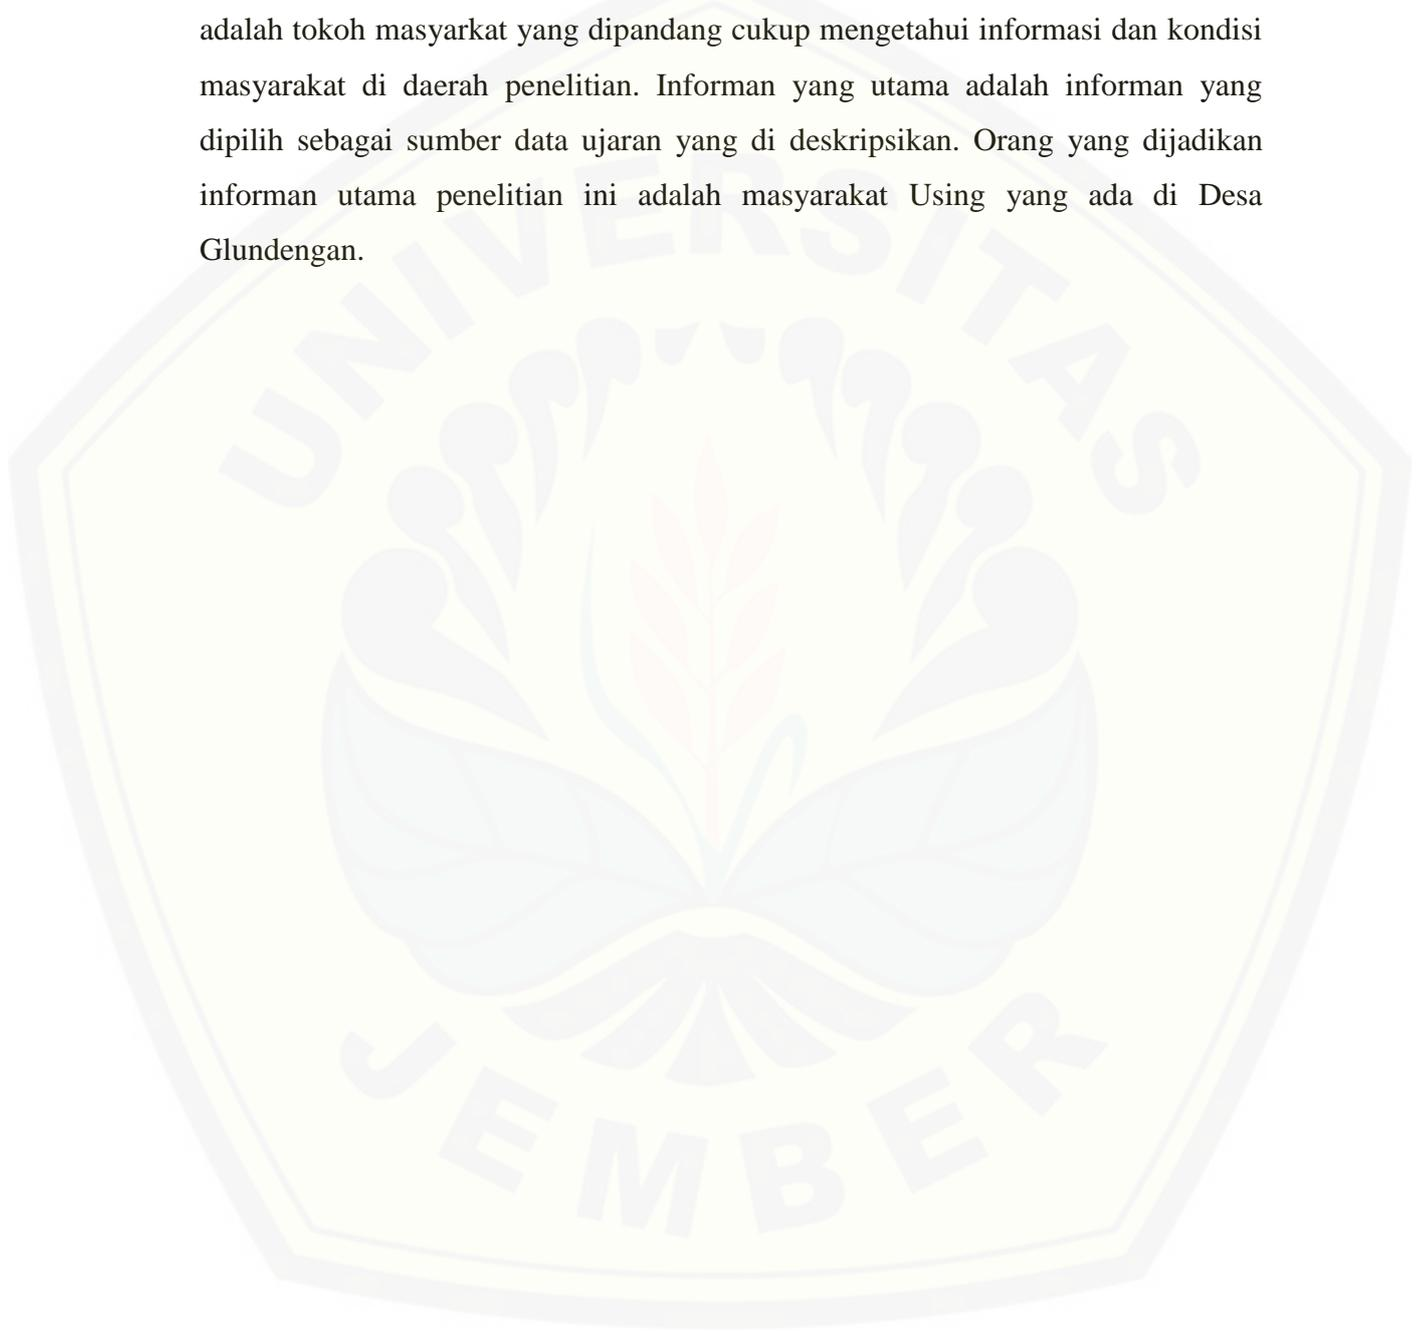 adalah tokoh masyarkat yang dipandang cukup mengetahui informasi dan kondisi
masyarakat di daerah penelitian. Informan yang utama adalah informan yang
dipilih sebagai sumber data ujaran yang di deskripsikan. Orang yang dijadikan
informan utama penelitian ini adalah masyarakat Using yang ada di Desa
Glundengan.
UNIVERSITAS
JEMBER